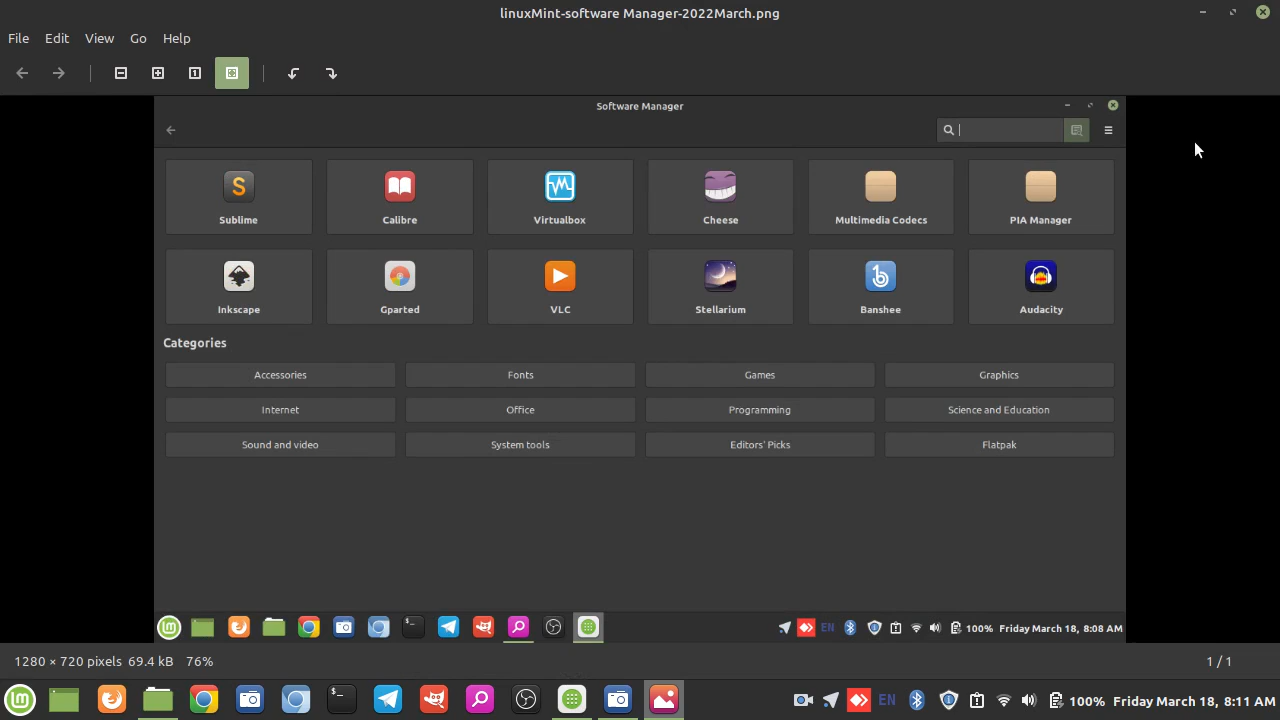 linuxMint-software Manager-2022March.png
File Edit View Go Help
Software Manager
Sublime Calibre Virtualbox Cheese Multimedia Codecs PIA Manager
Inkscape Gparted VLC Stellarium Banshee Audacity
Categories
Accessories Fonts Games Graphics
Internet Office Programming Science and Education
Sound and video System tools Editors' Picks Flatpak
EN 100% Friday March 18, 8:08 AM
1280 × 720 pixels 69.4 kB 76% 1 / 1
EN 100% Friday March 18, 8:11 AM